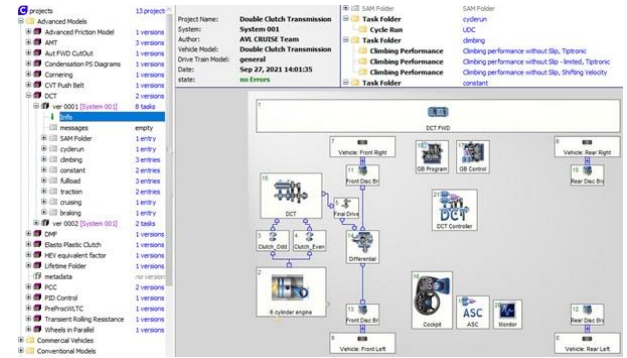 projects 13 project
Advanced Models
Advanced Friction Model 1 versions
AMT 3 versions
Aut FWD CutOut 1 versions
Condensation PS Diagrams 1 versions
Cornering 1 versions
CVT Push Belt 1 versions
DCT 2 versions
ver 0001 [System 001] 8 tasks
Info
messages empty
SAM Folder 1 entry
cyclerun 1 entry
climbing 3 entries
constant 2 entries
fullload 3 entries
traction 2 entries
cruising 1 entry
braking 1 entry
ver 0002 [System 001] 2 tasks
DMF 1 versions
Elasto Plastic Clutch 1 versions
HEV equivalent factor 1 versions
Lifetime Folder 1 versions
metadata no version
PCC 2 versions
PID Control 1 versions
PreProcWLTC 1 versions
Transient Rolling Resistance 1 versions
Wheels in Parallel 1 versions
Commercial Vehicles
Conventional Models
Project Name: Double Clutch Transmission
System: System 001
Author: AVL CRUISE Team
Vehicle Model: Double Clutch Transmission
Drive Train Model: general
Date: Sep 27, 2021 14:01:35
state: no Errors
SAM Folder SAM Folder
Task Folder cyclerun
Cycle Run UDC
Task Folder climbing
Climbing Performance Climbing performance without Slip, Tiptronic
Climbing Performance Climbing performance without Slip - limited, Tiptronic
Climbing Performance Climbing performance without Slip, Shifting Velocity
Task Folder constant
DCT FWD
Vehicle: Front Right
GB Program
GB Control
Vehicle: Rear Right
Front Disc Br
Rear Disc Br
DCT
Final Drive
DCT
DCT Controller
Clutch_Odd
Clutch_Even
Differential
6 cylinder engine
Front Disc Br
Cockpit
ASC
ASC
Monitor
Rear Disc Br
Vehicle: Front Left
Vehicle: Rear Left